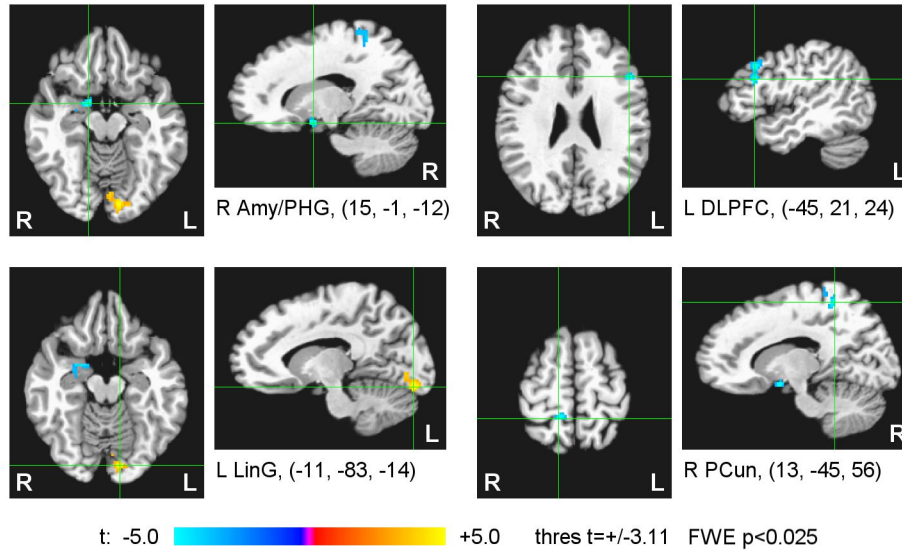 R L R
R Amy/PHG, (15, -1, -12)
R L L
L DLPFC, (-45, 21, 24)
R L L
L LinG, (-11, -83, -14)
R L R
R PCun, (13, -45, 56)
t: -5.0 +5.0 thres t=+/-3.11 FWE p<0.025